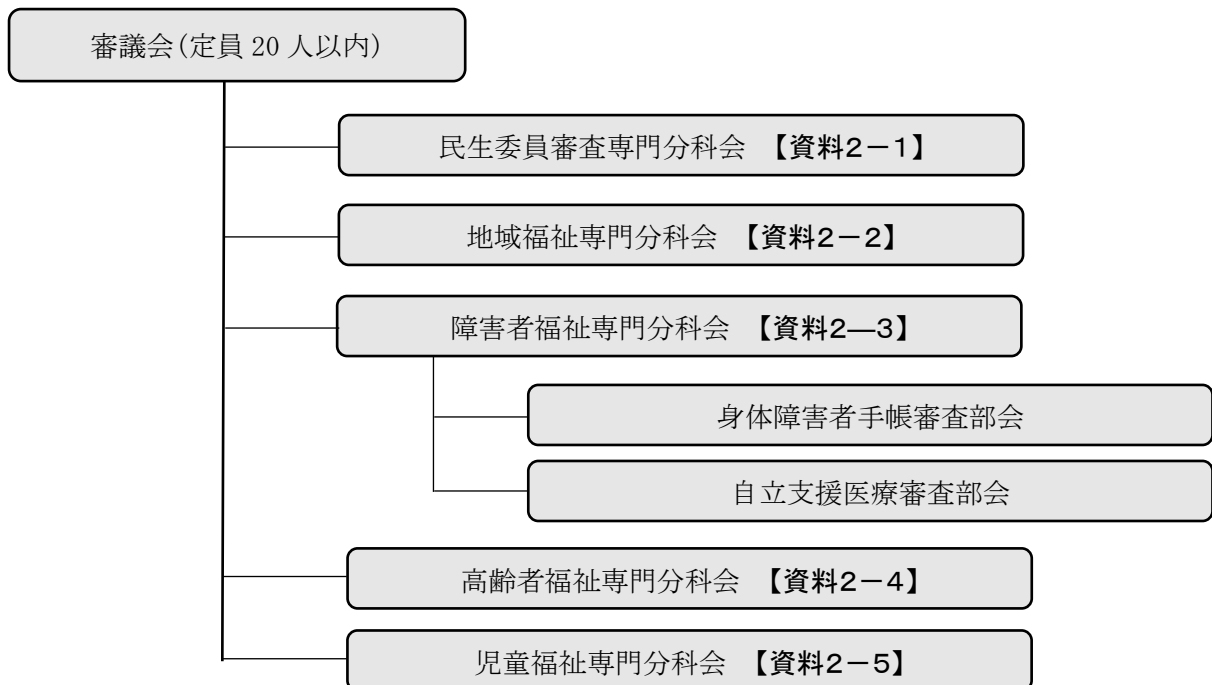 審議会(定員 20 人以内)
民生委員審査専門分科会 【資料2－1】
地域福祉専門分科会 【資料2－2】
障害者福祉専門分科会 【資料2―3】
身体障害者手帳審査部会
自立支援医療審査部会
高齢者福祉専門分科会 【資料2－4】
児童福祉専門分科会 【資料2－5】